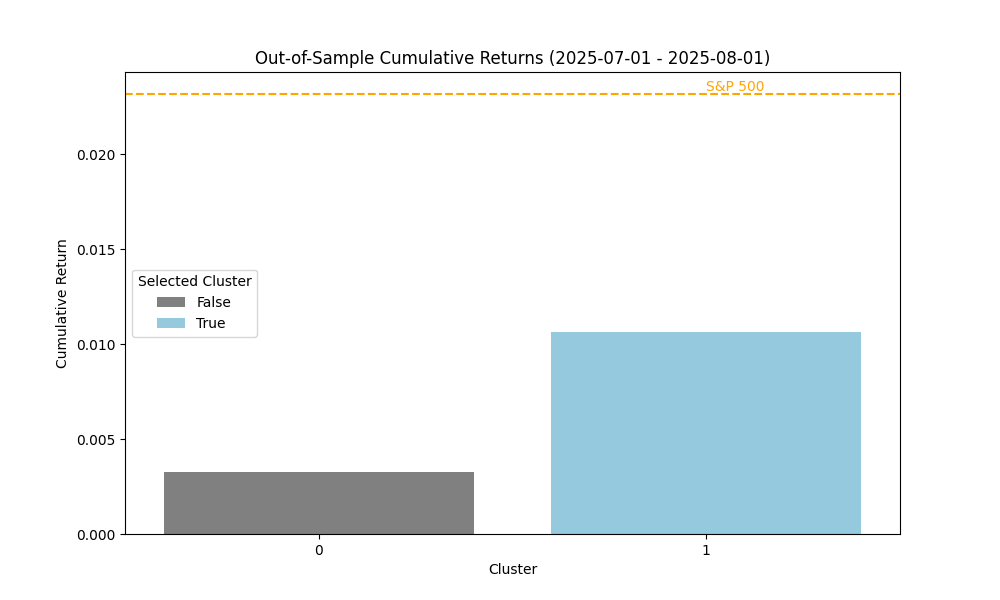 Out-of-Sample Cumulative Returns (2025-07-01 - 2025-08-01)
S&P 500
0.020
0.015
0.010
0.005
0.000
Cumulative Return
Selected Cluster
False
True
0
1
Cluster